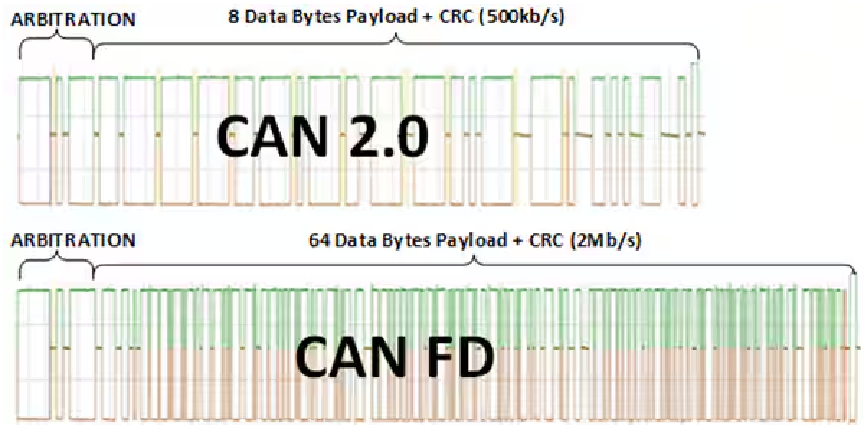 ARBITRATION
8 Data Bytes Payload + CRC (500kb/s)
CAN 2.0
ARBITRATION
64 Data Bytes Payload + CRC (2Mb/s)
CAN FD